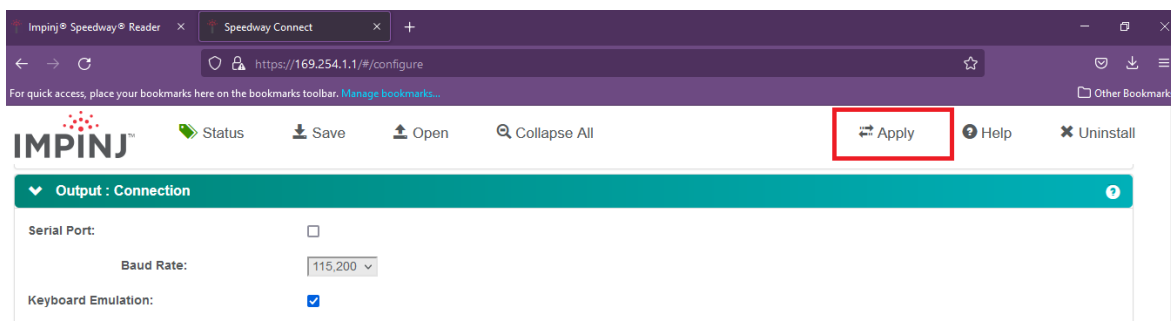 Impinj® Speedway® Reader
Speedway Connect
https://169.254.1.1/#/configure
For quick access, place your bookmarks here on the bookmarks toolbar. Manage bookmarks...
Other Bookmark
IMPINJ™
Status
Save
Open
Collapse All
Apply
Help
Uninstall
Output : Connection
Serial Port:
Baud Rate:
115,200
Keyboard Emulation: